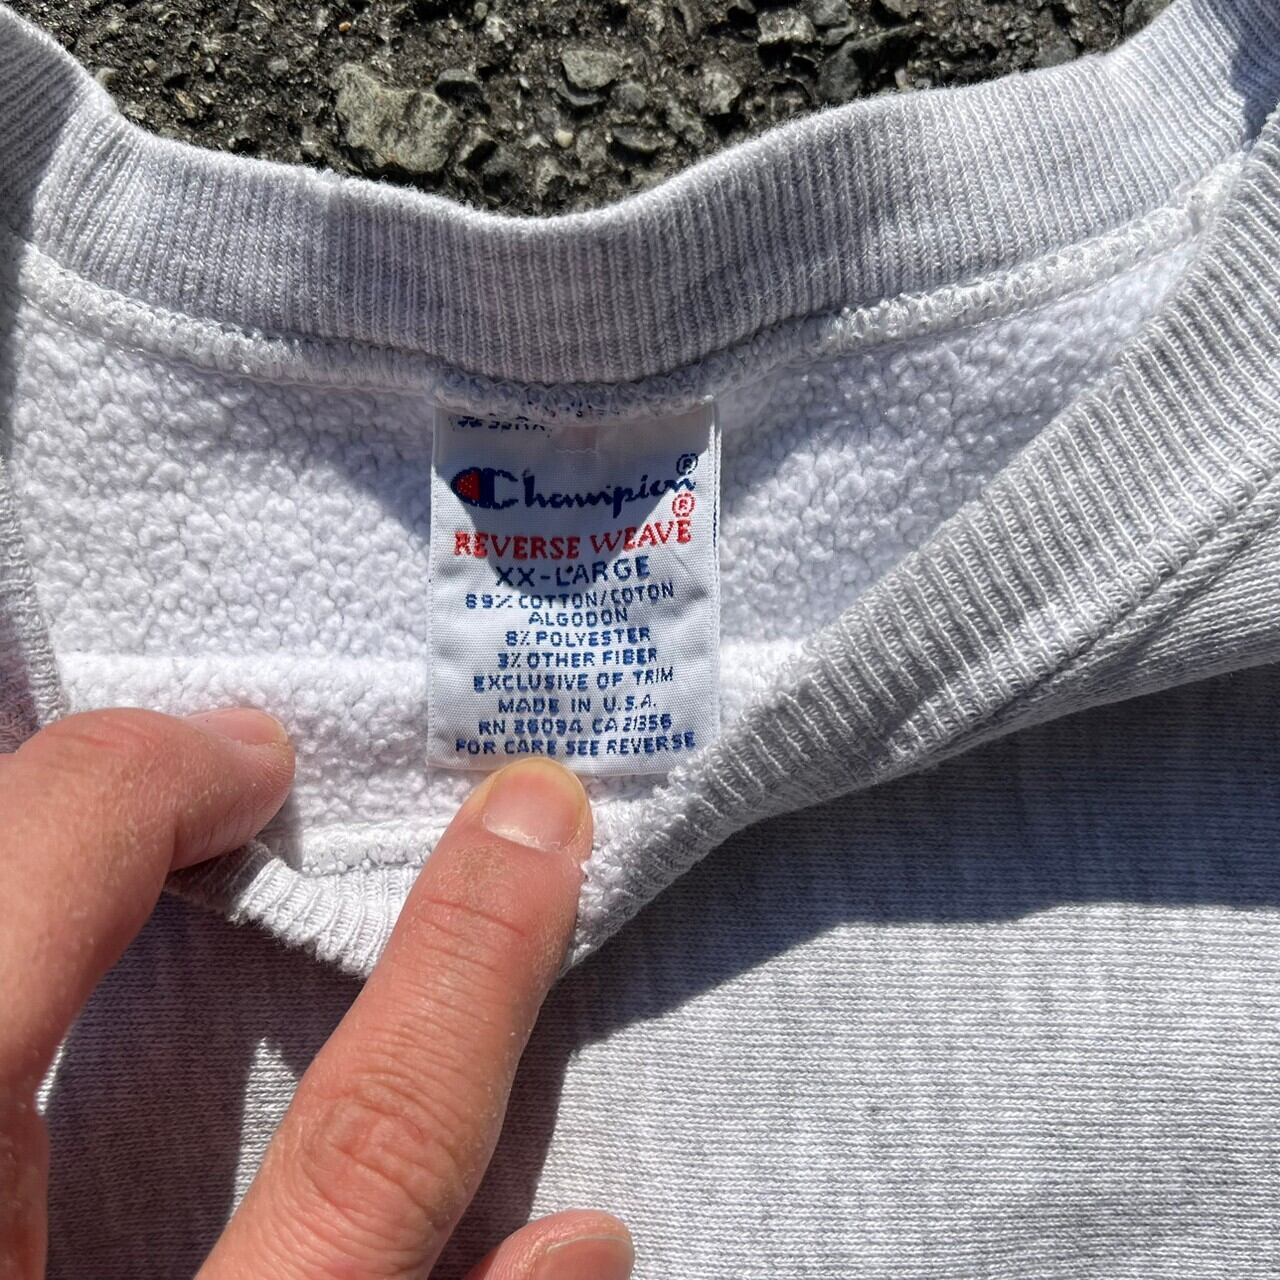 Champion®
REVERSE WEAVE®
XX-LARGE
89% COTTON/COTON
ALGODON
8% POLYESTER
3% OTHER FIBER
EXCLUSIVE OF TRIM
MADE IN U.S.A.
RN 26094 CA 21356
FOR CARE SEE REVERSE